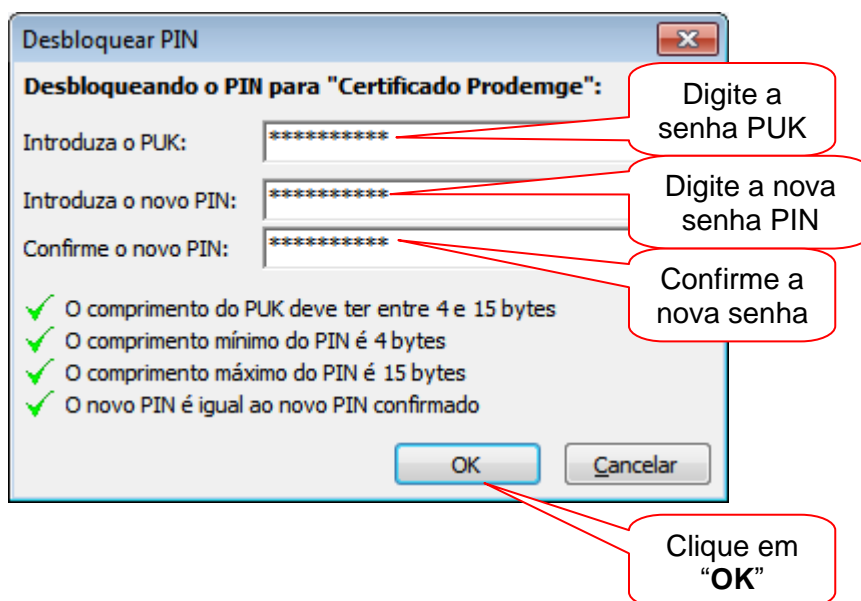 Desbloquear PIN
Desbloqueando o PIN para "Certificado Prodemge":
Digite a
senha PUK
Introduza o PUK: **********
Digite a nova
senha PIN
Introduza o novo PIN: **********
Confirme o novo PIN: **********
Confirme a
nova senha
O comprimento do PUK deve ter entre 4 e 15 bytes
O comprimento mínimo do PIN é 4 bytes
O comprimento máximo do PIN é 15 bytes
O novo PIN é igual ao novo PIN confirmado
OK Cancelar
Clique em
“OK”